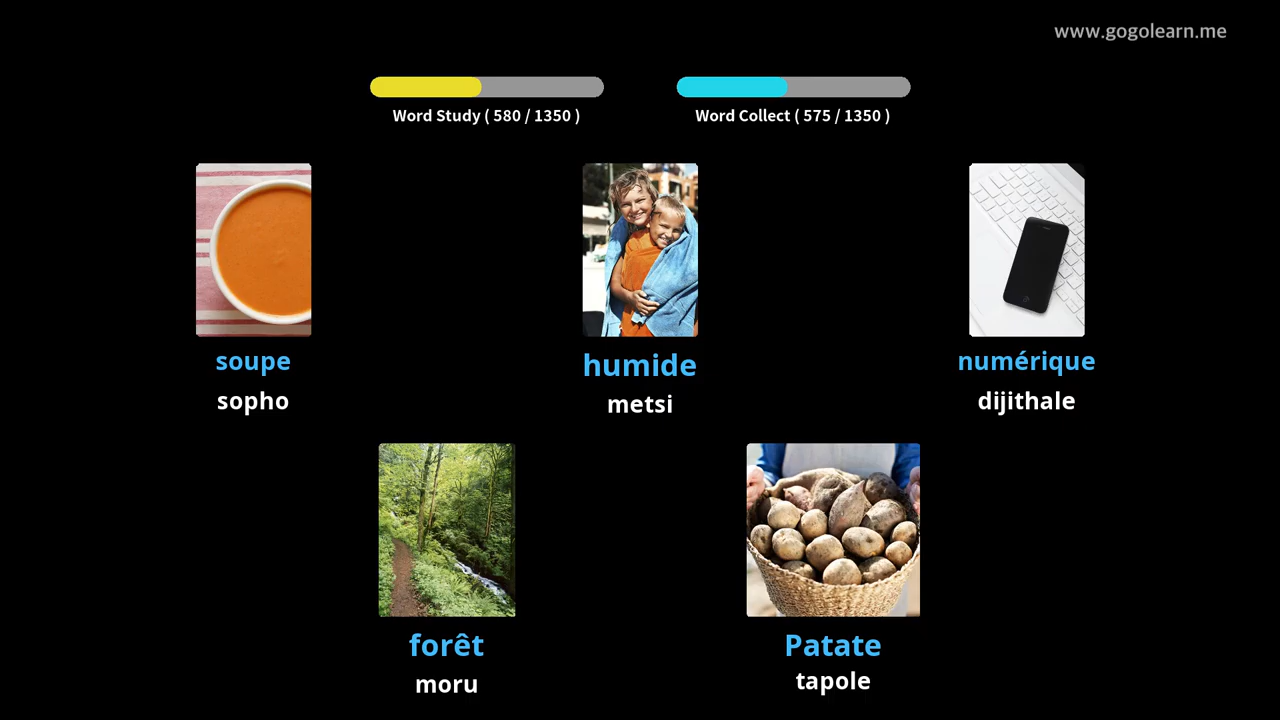 www.gogolearn.me
Word Study ( 580 / 1350 )
Word Collect ( 575 / 1350 )
soupe
sopho
humide
metsi
numérique
dijithale
forêt
moru
Patate
tapole